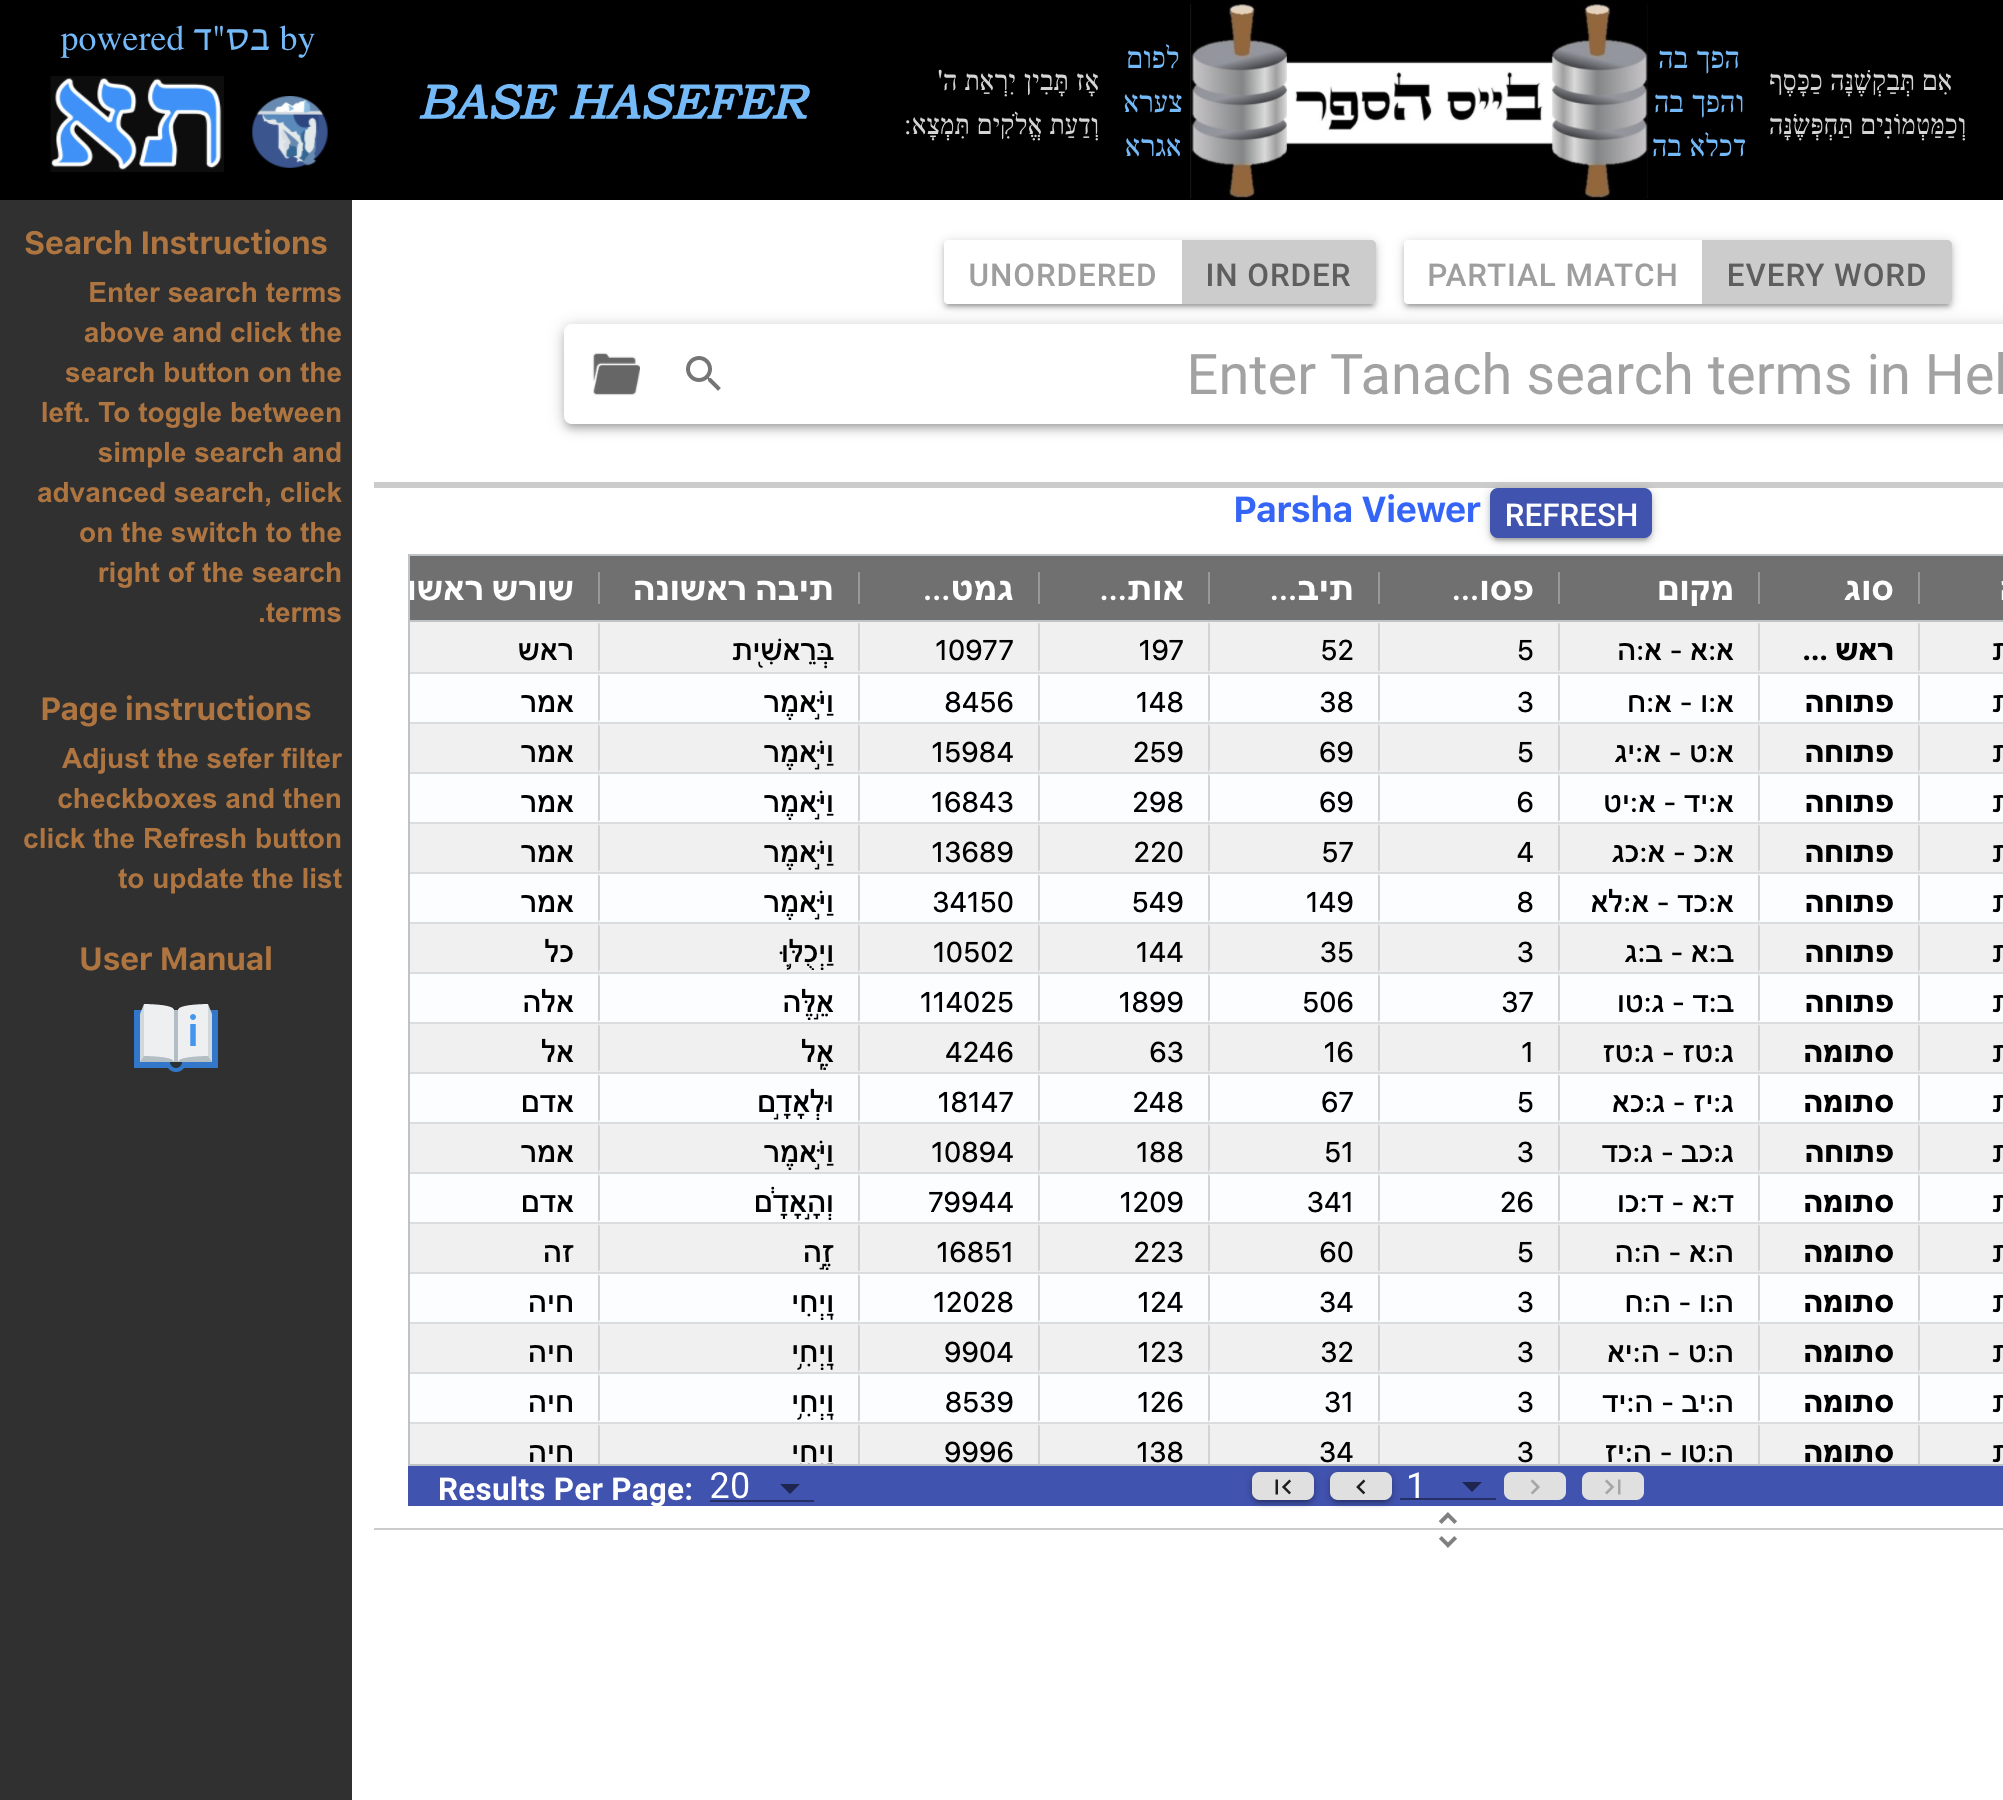 powered בס"ד by
תא
BASE HASEFER
אָז תָּבִין יִרְאַת ה'
וְדַעַת אֱלֹקִים תִּמְצָא:
לפום
צערא
אגרא
בייס הספר
הפך בה
והפך בה
דכלא בה
אִם תְּבַקְשֶׁנָּה כַכָּסֶף
וְכַמַּטְמוֹנִים תַּחְפְּשֶׂנָּה
Search Instructions
Enter search terms
above and click the
search button on the
left. To toggle between
simple search and
advanced search, click
on the switch to the
right of the search
.terms
Page instructions
Adjust the sefer filter
checkboxes and then
click the Refresh button
to update the list
User Manual
i
UNORDERED IN ORDER PARTIAL MATCH EVERY WORD
Enter Tanach search terms in Hel
Parsha Viewer REFRESH
סוג מקום פסו... תיב... אות... גמט... תיבה ראשונה שורש ראשו
ראש ... א:א - א:ה 5 52 197 10977 בְּרֵאשִׁ֖ית ראש
פתוחה א:ו - א:ח 3 38 148 8456 וַיֹּ֣אמֶר אמר
פתוחה א:ט - א:יג 5 69 259 15984 וַיֹּ֣אמֶר אמר
פתוחה א:יד - א:יט 6 69 298 16843 וַיֹּ֣אמֶר אמר
פתוחה א:כ - א:כג 4 57 220 13689 וַיֹּ֣אמֶר אמר
פתוחה א:כד - א:לא 8 149 549 34150 וַיֹּ֣אמֶר אמר
פתוחה ב:א - ב:ג 3 35 144 10502 וַיְכֻלּ֛וּ כל
פתוחה ב:ד - ג:טו 37 506 1899 114025 אֵ֣לֶּה אלה
סתומה ג:טז - ג:טז 1 16 63 4246 אֶֽל אל
סתומה ג:יז - ג:כא 5 67 248 18147 וּלְאָדָ֣ם אדם
פתוחה ג:כב - ג:כד 3 51 188 10894 וַיֹּ֣אמֶר אמר
סתומה ד:א - ד:כו 26 341 1209 79944 וְהָ֣אָדָ֔ם אדם
סתומה ה:א - ה:ה 5 60 223 16851 זֶ֣ה זה
סתומה ה:ו - ה:ח 3 34 124 12028 וַֽיְחִי חיה
סתומה ה:ט - ה:יא 3 32 123 9904 וַֽיְחִ֥י חיה
סתומה ה:יב - ה:יד 3 31 126 8539 וַֽיְחִ֥י חיה
סתומה ה:טו - ה:יז 3 34 138 9996 וַיְחִי חיה
Results Per Page: 20 1